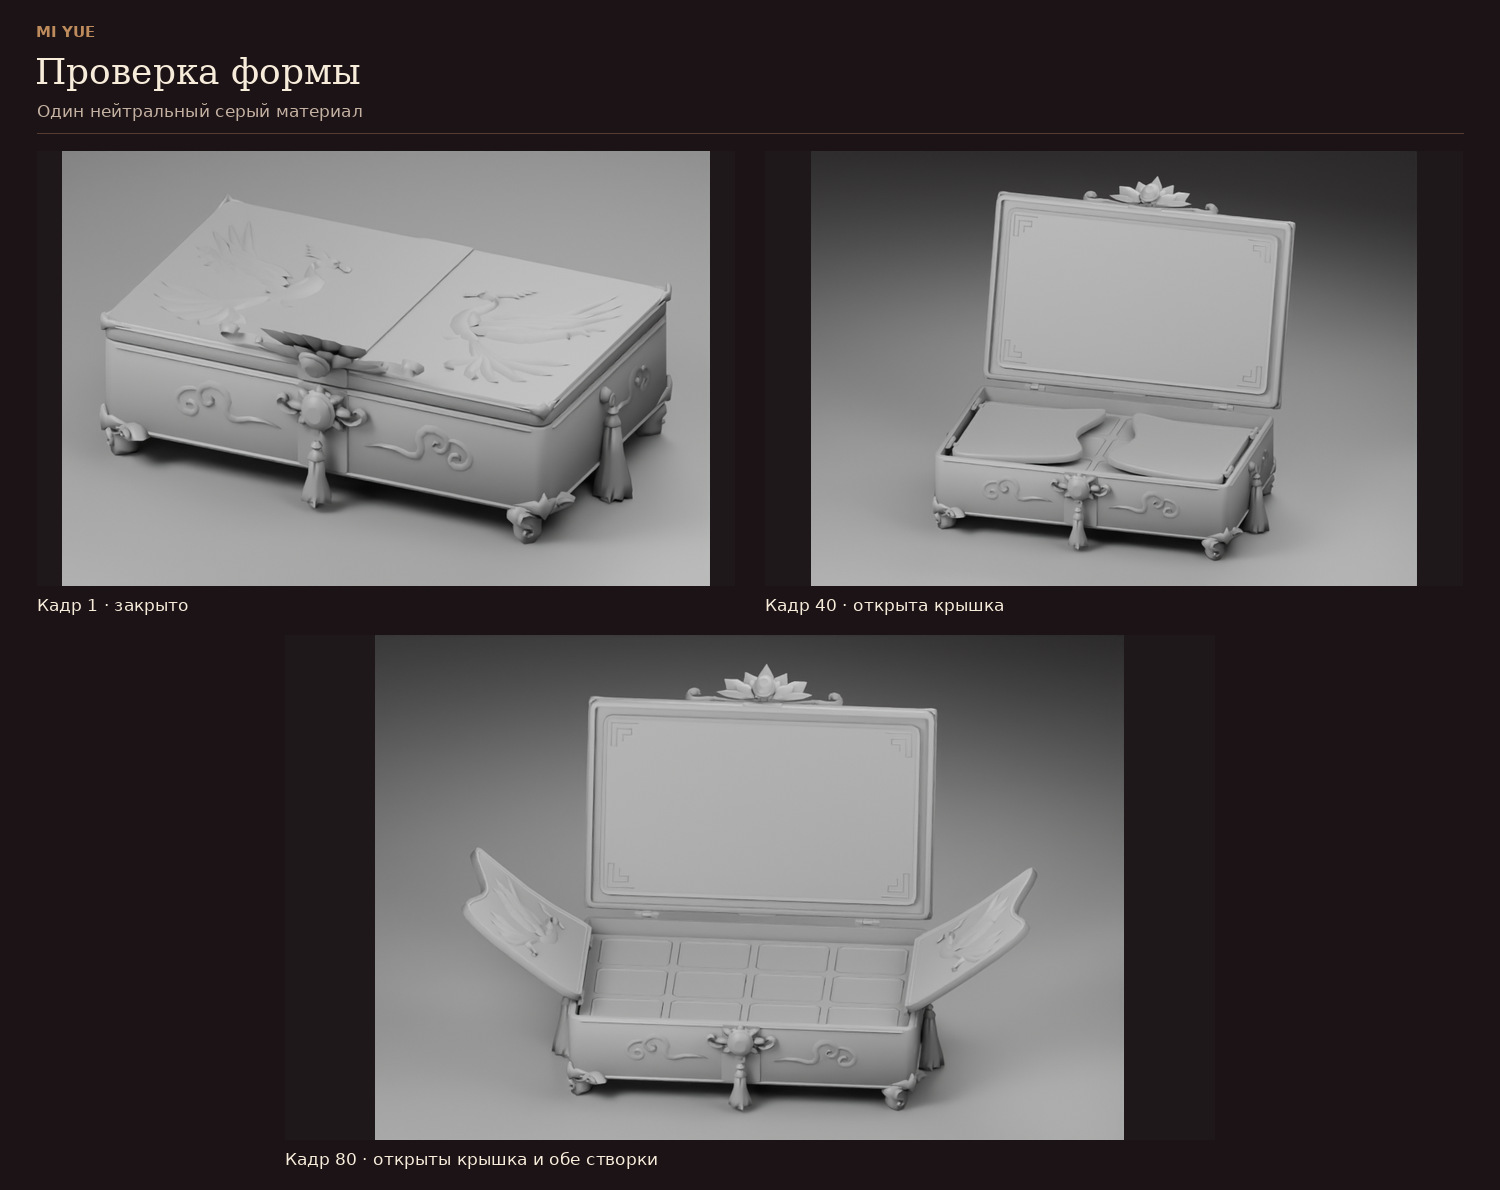 MI YUE
Проверка формы
Один нейтральный серый материал
Кадр 1 · закрыто
Кадр 40 · открыта крышка
Кадр 80 · открыты крышка и обе створки